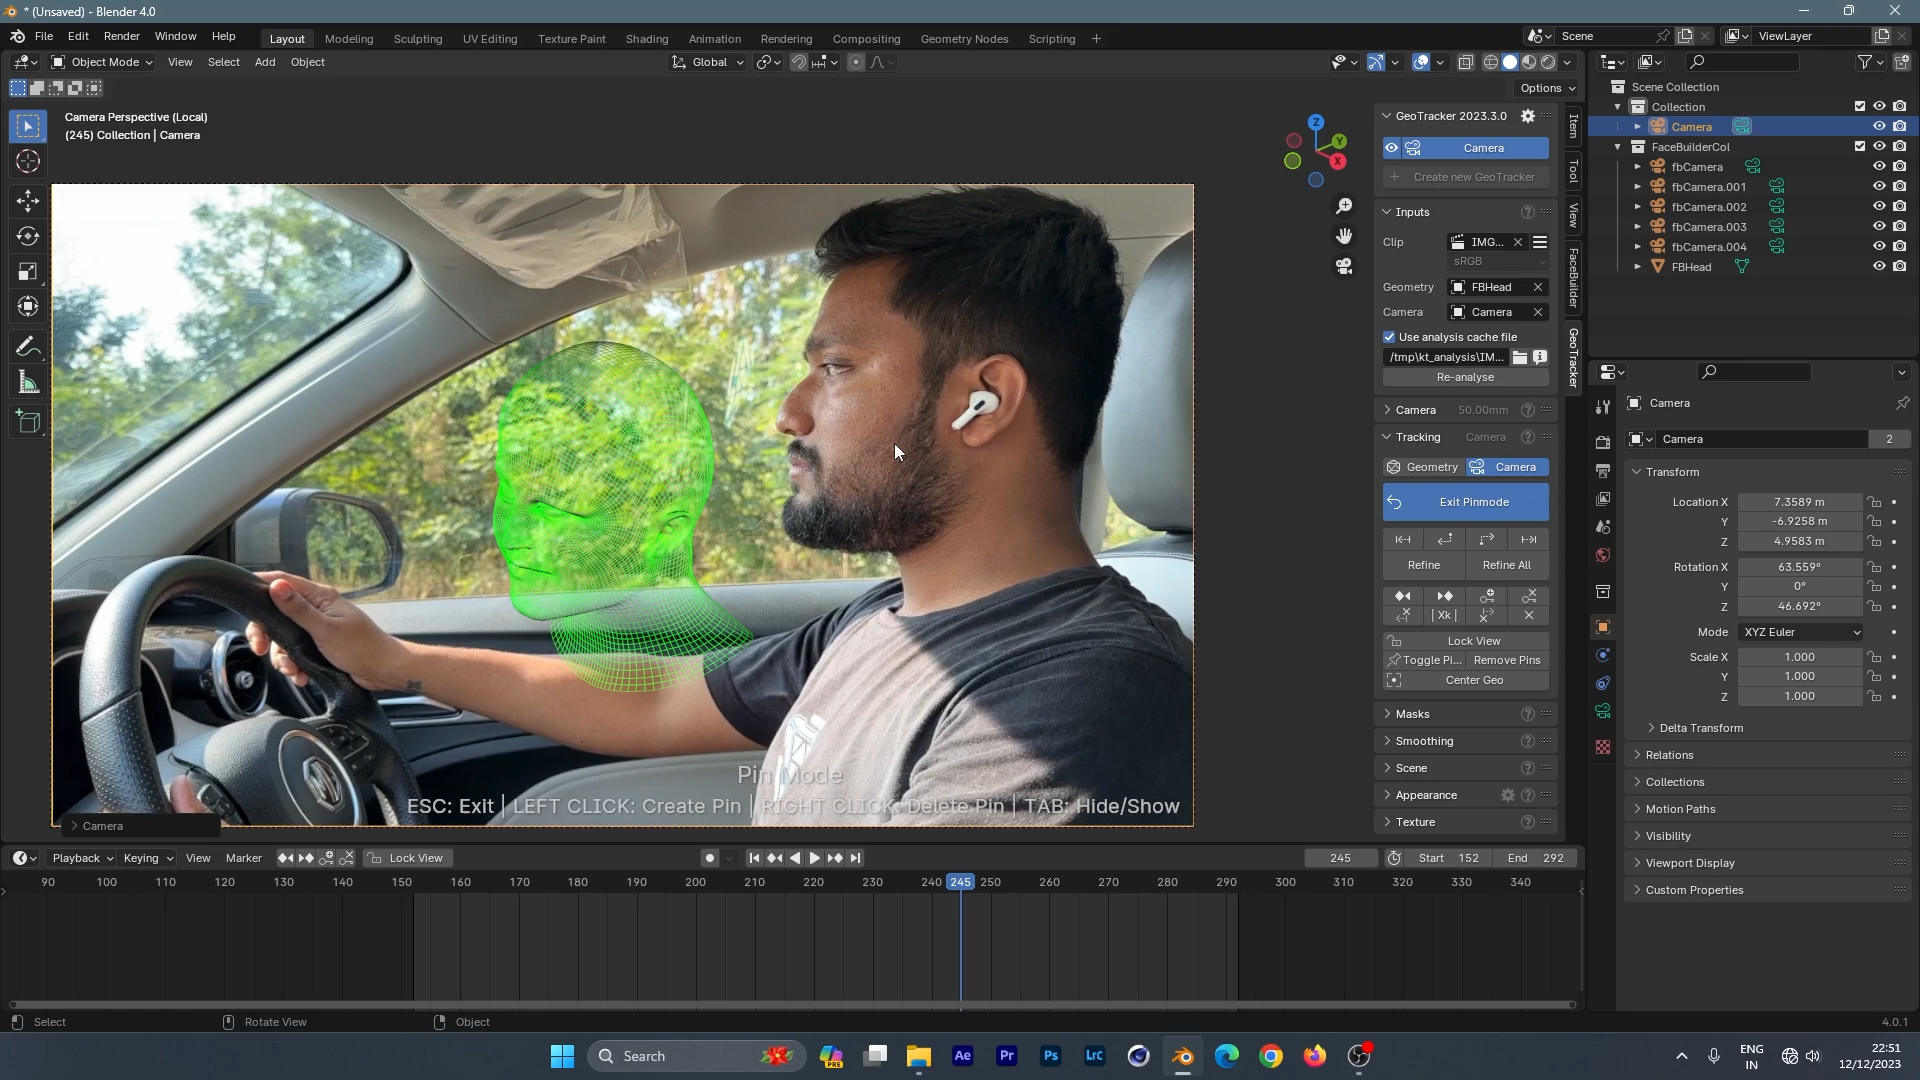 * (Unsaved) - Blender 4.0
File Edit Render Window Help
Layout Modeling Sculpting UV Editing Texture Paint Shading Animation Rendering Compositing Geometry Nodes Scripting +
Scene
ViewLayer
Object Mode View Select Add Object
Global
Options
Camera Perspective (Local)
(245) Collection | Camera
Z
Y
X
Pin Mode
ESC: Exit | LEFT CLICK: Create Pin | RIGHT CLICK: Delete Pin | TAB: Hide/Show
Camera
GeoTracker 2023.3.0
Camera
+ Create new GeoTracker
Inputs
Clip IMG...
sRGB
Geometry FBHead
Camera Camera
Use analysis cache file
/tmp\kt_analysis\IM...
Re-analyse
Camera 50.00mm
Tracking Camera
Geometry Camera
Exit Pinmode
Refine Refine All
|Xk|
Lock View
Toggle Pi... Remove Pins
Center Geo
Masks
Smoothing
Scene
Appearance
Texture
Item
Tool
View
FaceBuilder
GeoTracker
Scene Collection
Collection
Camera
FaceBuilderCol
fbCamera
fbCamera.001
fbCamera.002
fbCamera.003
fbCamera.004
FBHead
Camera
Camera 2
Transform
Location X 7.3589 m
Y -6.9258 m
Z 4.9583 m
Rotation X 63.559°
Y 0°
Z 46.692°
Mode XYZ Euler
Scale X 1.000
Y 1.000
Z 1.000
Delta Transform
Relations
Collections
Motion Paths
Visibility
Viewport Display
Custom Properties
Playback Keying View Marker Lock View 245 Start 152 End 292
90 100 110 120 130 140 150 160 170 180 190 200 210 220 230 240 245 250 260 270 280 290 300 310 320 330 340
Select Rotate View Object 4.0.1
Search
PRE
Ae
Pr
Ps
LrC
ENG
IN
22:51
12/12/2023